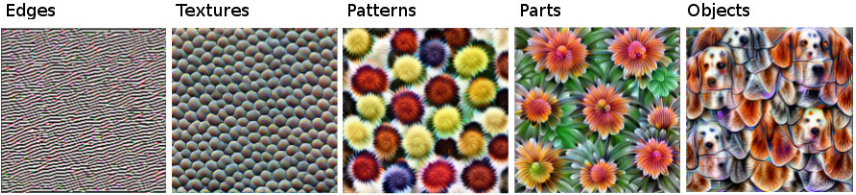 Edges
Textures
Patterns
Parts
Objects